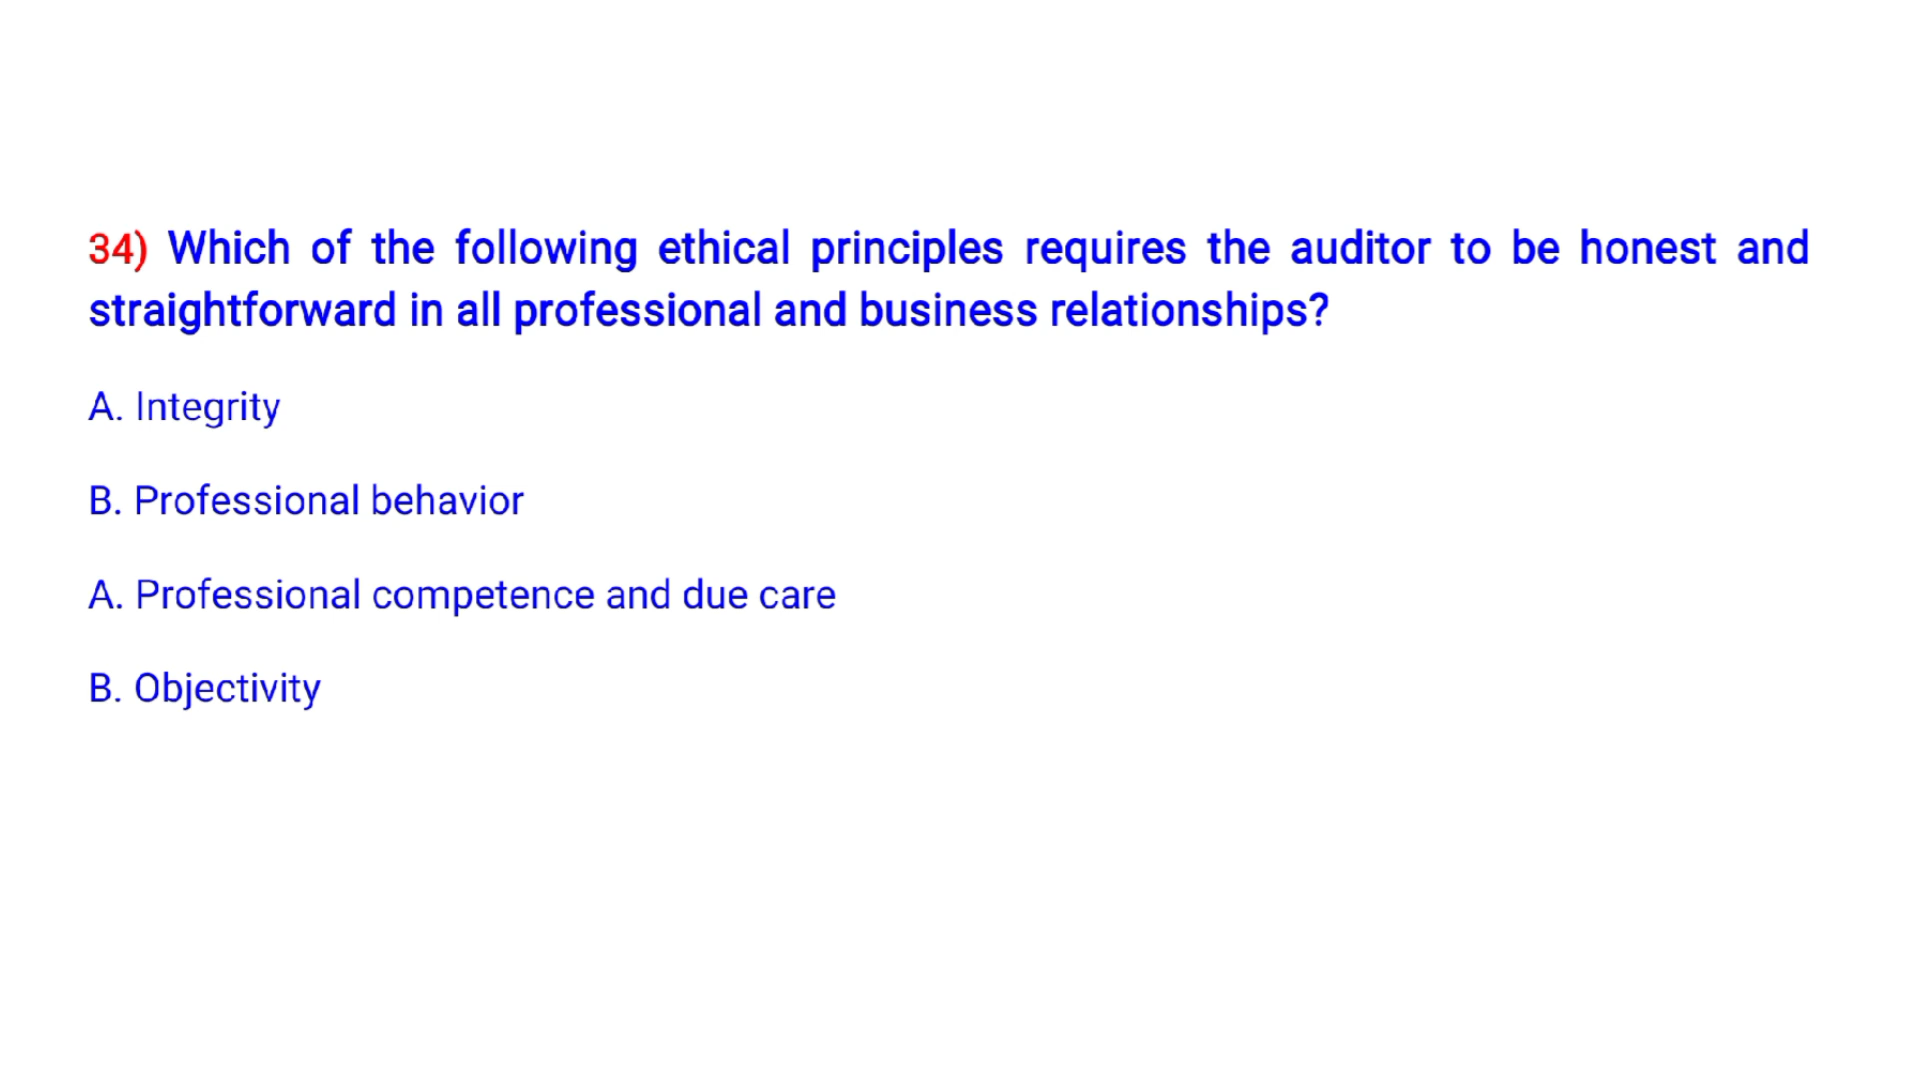 34) Which of the following ethical principles requires the auditor to be honest and
straightforward in all professional and business relationships?
A. Integrity
B. Professional behavior
A. Professional competence and due care
B. Objectivity